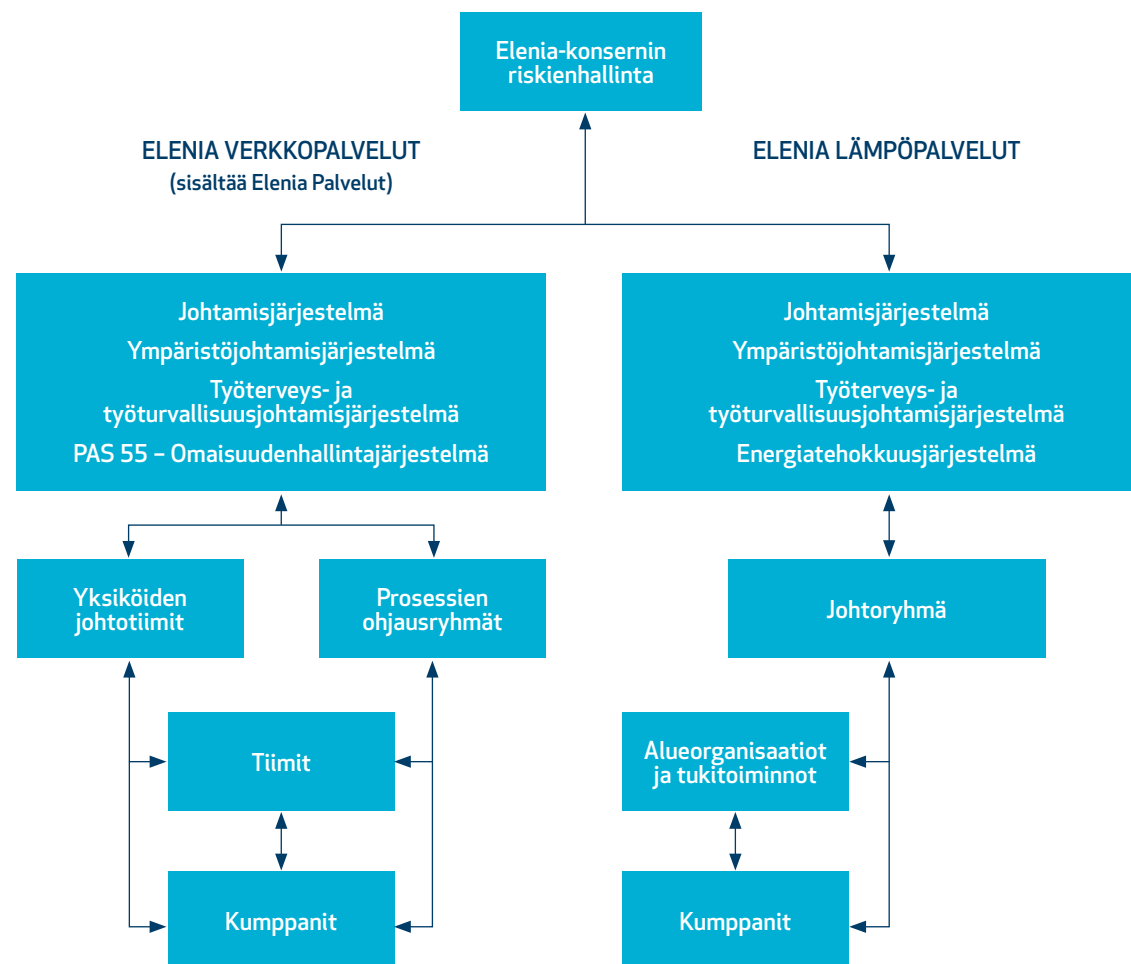 Elenia-konsernin
riskienhallinta
ELENIA VERKKOPALVELUT
(sisältää Elenia Palvelut)
ELENIA LÄMPÖPALVELUT
Johtamisjärjestelmä
Ympäristöjohtamisjärjestelmä
Työterveys- ja
työturvallisuusjohtamisjärjestelmä
PAS 55 – Omaisuudenhallintajärjestelmä
Johtamisjärjestelmä
Ympäristöjohtamisjärjestelmä
Työterveys- ja
työturvallisuusjohtamisjärjestelmä
Energiatehokkuusjärjestelmä
Yksiköiden
johtotiimit
Prosessien
ohjausryhmät
Johtoryhmä
Tiimit
Alueorganisaatiot
ja tukitoiminnot
Kumppanit
Kumppanit